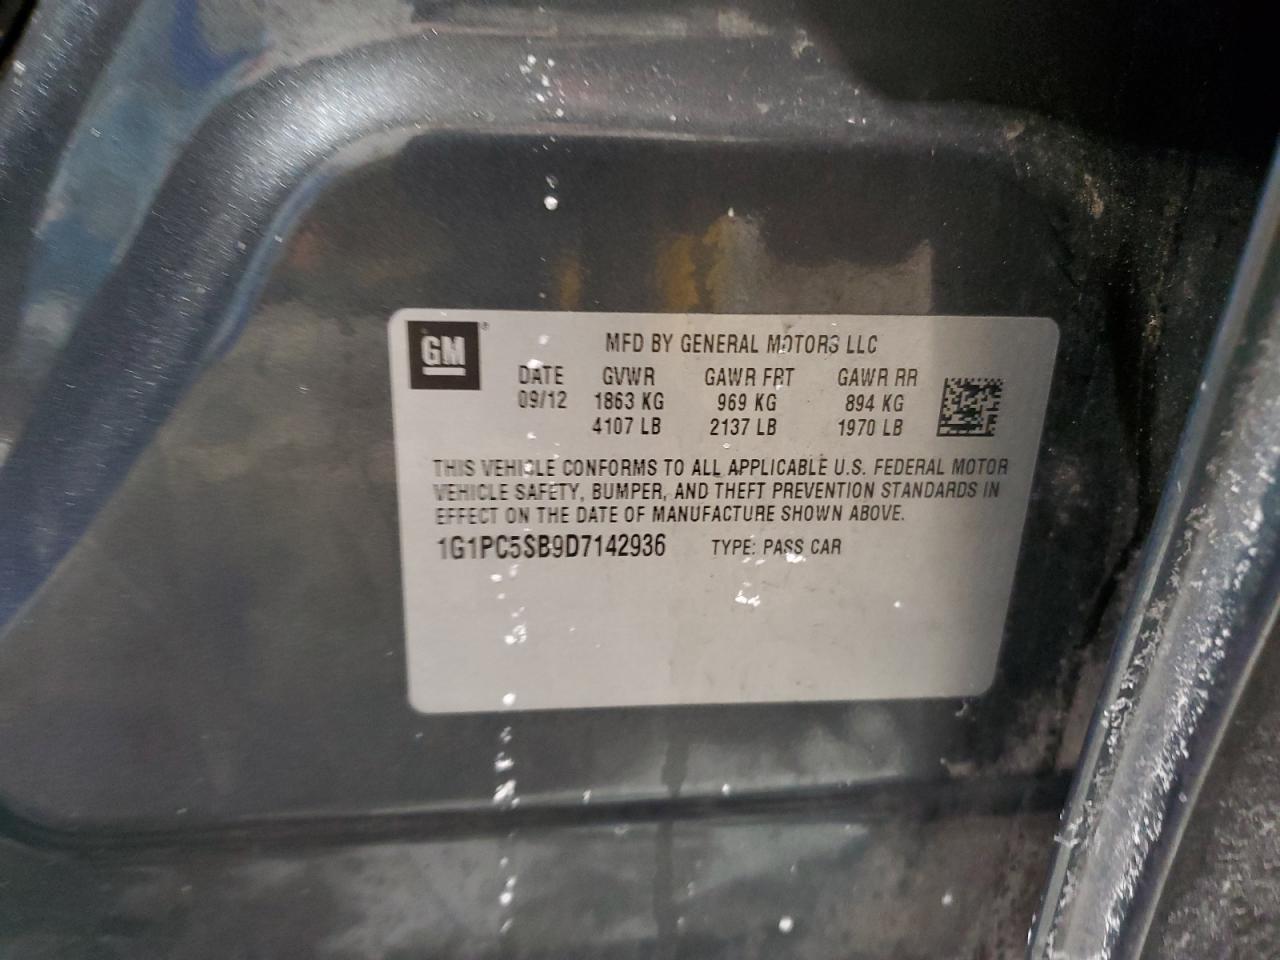 GM®
MFD BY GENERAL MOTORS LLC
DATE GVWR GAWR FRT GAWR RR
09/12 1863 KG 969 KG 894 KG
4107 LB 2137 LB 1970 LB
THIS VEHICLE CONFORMS TO ALL APPLICABLE U.S. FEDERAL MOTOR
VEHICLE SAFETY, BUMPER, AND THEFT PREVENTION STANDARDS IN
EFFECT ON THE DATE OF MANUFACTURE SHOWN ABOVE.
1G1PC5SB9D7142936 TYPE: PASS CAR